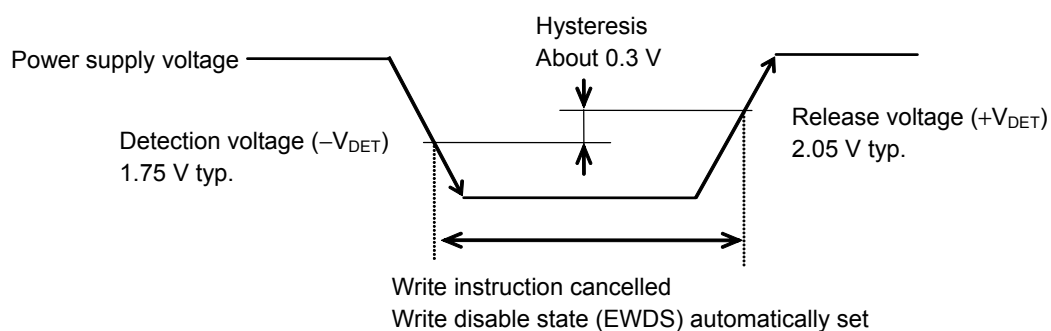 Hysteresis
About 0.3 V
Power supply voltage
Release voltage (+VDET)
2.05 V typ.
Detection voltage (−VDET)
1.75 V typ.
Write instruction cancelled
Write disable state (EWDS) automatically set